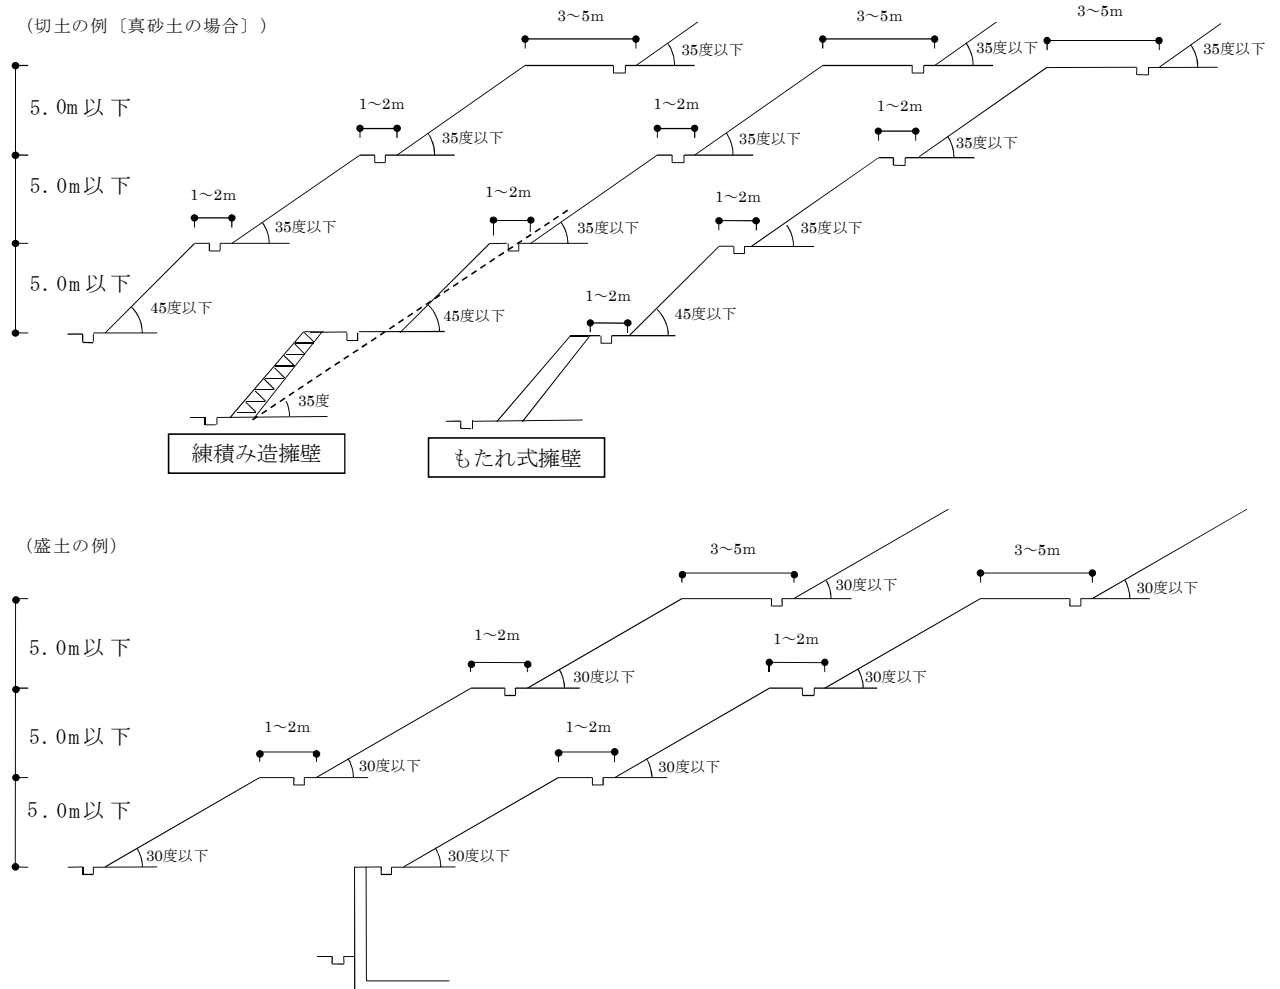 (切土の例〔真砂土の場合〕)
3～5m
3～5m
3～5m
35度以下
35度以下
35度以下
5.0m以下
1～2m
1～2m
1～2m
35度以下
35度以下
35度以下
5.0m以下
1～2m
1～2m
1～2m
35度以下
35度以下
35度以下
5.0m以下
1～2m
45度以下
45度以下
45度以下
35度
練積み造擁壁
もたれ式擁壁
(盛土の例)
3～5m
3～5m
30度以下
30度以下
5.0m以下
1～2m
1～2m
30度以下
30度以下
5.0m以下
1～2m
1～2m
30度以下
30度以下
5.0m以下
30度以下
30度以下